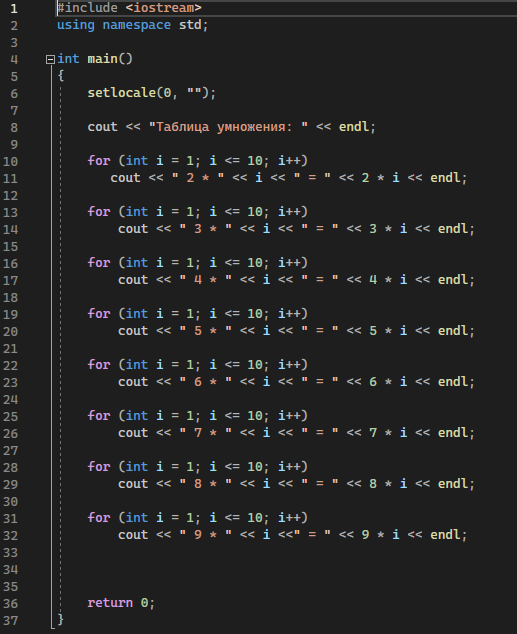 1 #include <iostream>
2 using namespace std;
3
4 int main()
5 {
6 setlocale(0, "");
7
8 cout << "Таблица умножения: " << endl;
9
10 for (int i = 1; i <= 10; i++)
11 cout << " 2 * " << i << " = " << 2 * i << endl;
12
13 for (int i = 1; i <= 10; i++)
14 cout << " 3 * " << i << " = " << 3 * i << endl;
15
16 for (int i = 1; i <= 10; i++)
17 cout << " 4 * " << i << " = " << 4 * i << endl;
18
19 for (int i = 1; i <= 10; i++)
20 cout << " 5 * " << i << " = " << 5 * i << endl;
21
22 for (int i = 1; i <= 10; i++)
23 cout << " 6 * " << i << " = " << 6 * i << endl;
24
25 for (int i = 1; i <= 10; i++)
26 cout << " 7 * " << i << " = " << 7 * i << endl;
27
28 for (int i = 1; i <= 10; i++)
29 cout << " 8 * " << i << " = " << 8 * i << endl;
30
31 for (int i = 1; i <= 10; i++)
32 cout << " 9 * " << i <<" = " << 9 * i << endl;
33
34
35
36 return 0;
37 }